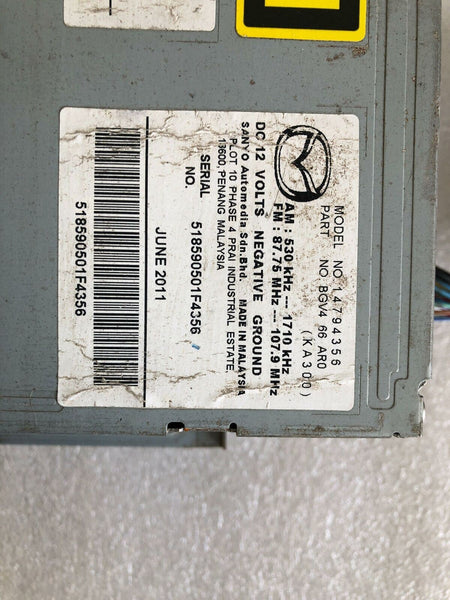 MODEL NO. 14794356
PART NO. BGV4 66 AR0
(KA300)
AM : 530 kHz --- 1710 kHz
FM : 87.75 MHz --- 107.9 MHz
DC 12 VOLTS NEGATIVE GROUND
SANYO Automedia Sdn.Bhd. MADE IN MALAYSIA
PLOT 10 PHASE 4 PRAI INDUSTRIAL ESTATE,
13600, PENANG MALAYSIA
SERIAL
NO. 518590501F4356
JUNE 2011
518590501F4356